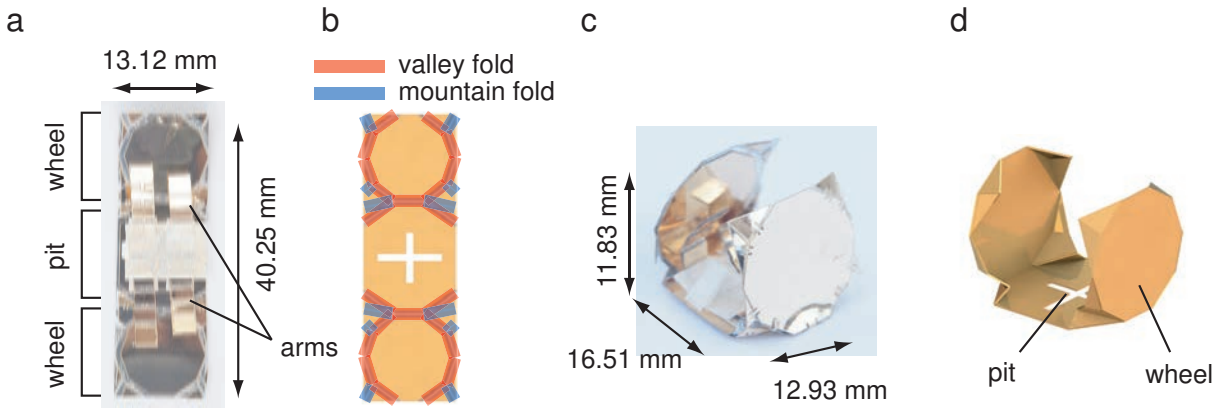 a
13.12 mm
wheel
pit
wheel
40.25 mm
arms
b
valley fold
mountain fold
c
11.83 mm
16.51 mm
12.93 mm
d
pit
wheel